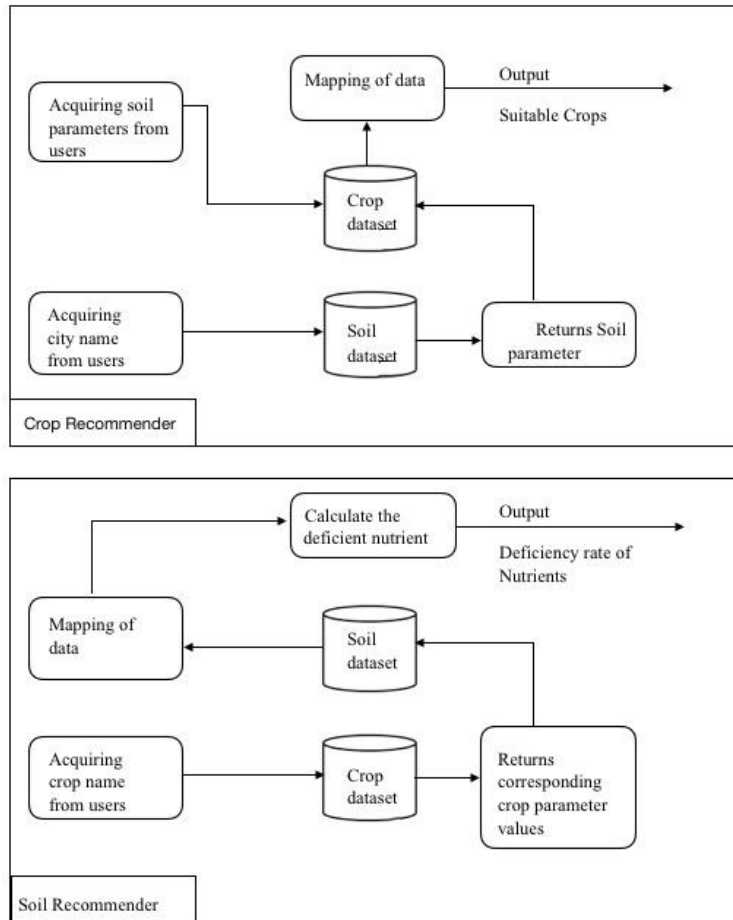 Acquiring soil
parameters from
users
Mapping of data
Output
Suitable Crops
Crop
dataset
Acquiring
city name
from users
Soil
dataset
Returns Soil
parameter
Crop Recommender
Calculate the
deficient nutrient
Output
Deficiency rate of
Nutrients
Mapping of
data
Soil
dataset
Acquiring
crop name
from users
Crop
dataset
Returns
corresponding
crop parameter
values
Soil Recommender